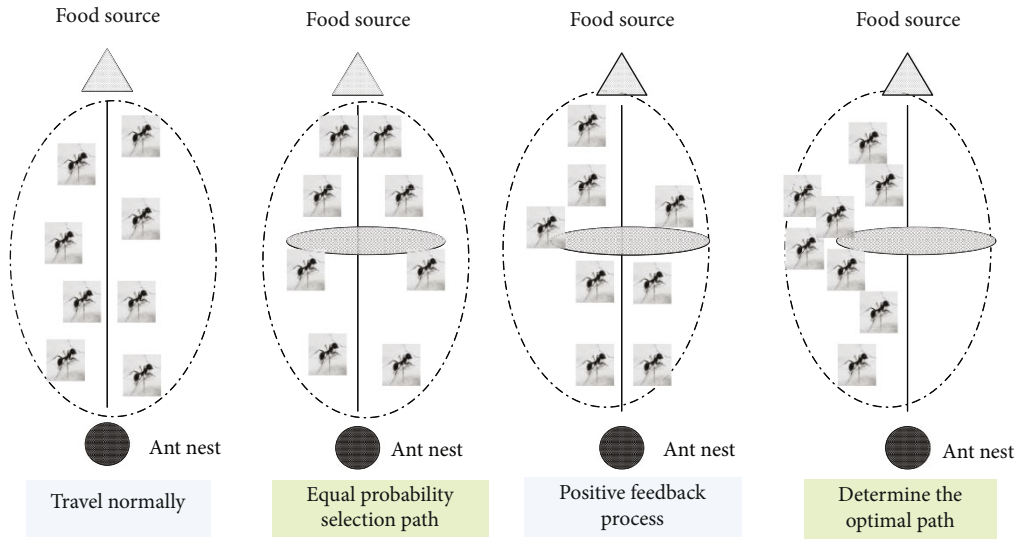 Food source
Food source
Food source
Food source
Ant nest
Ant nest
Ant nest
Ant nest
Travel normally
Equal probability
selection path
Positive feedback
process
Determine the
optimal path